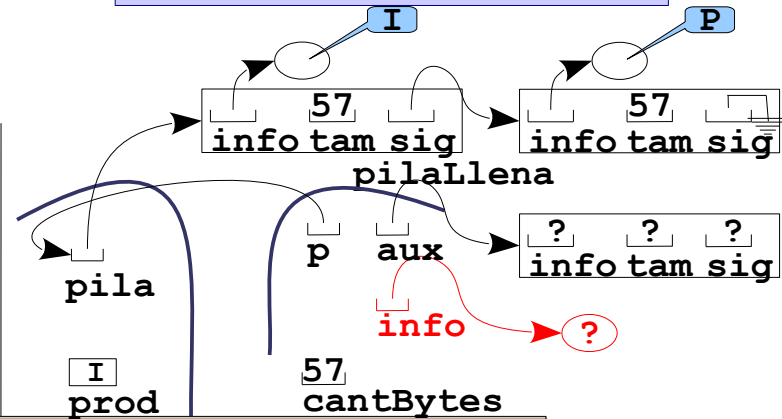 I P
57 57
info tam sig info tam sig
pilaLlena
? ? ?
p aux info tam sig
pila
info ?
I 57
prod cantBytes